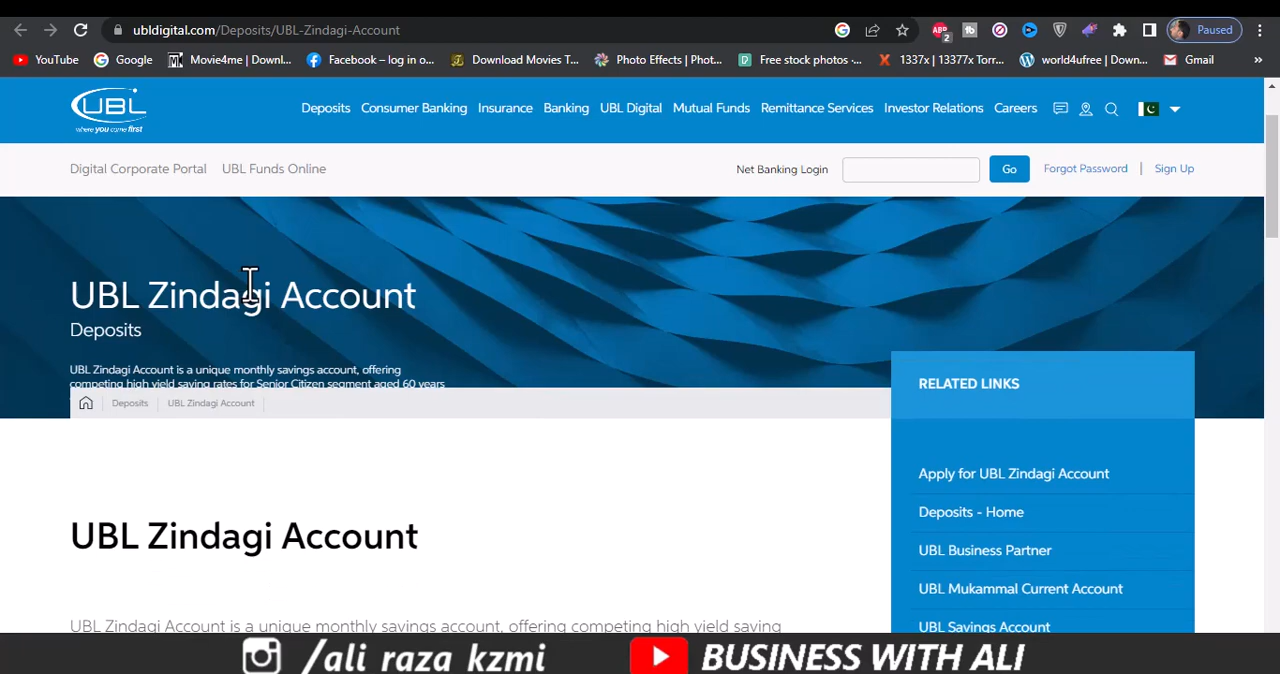 ubldigital.com/Deposits/UBL-Zindagi-Account
ABP
2
tb
Paused
YouTube
Google
Movie4me | Downl...
Facebook – log in o...
Download Movies T...
Photo Effects | Phot...
Free stock photos ·...
1337x | 13377x Torr...
world4ufree | Down...
Gmail
»
UBL
where you come first
Deposits
Consumer Banking
Insurance
Banking
UBL Digital
Mutual Funds
Remittance Services
Investor Relations
Careers
Digital Corporate Portal
UBL Funds Online
Net Banking Login
Go
Forgot Password
|
Sign Up
UBL Zindagi Account
Deposits
UBL Zindagi Account is a unique monthly savings account, offering
competing high yield saving rates for Senior Citizen segment aged 60 years
Deposits
UBL Zindagi Account
RELATED LINKS
Apply for UBL Zindagi Account
Deposits - Home
UBL Business Partner
UBL Mukammal Current Account
UBL Savings Account
UBL Zindagi Account
UBL Zindagi Account is a unique monthly savings account, offering competing high yield saving
/ali raza kzmi
BUSINESS WITH ALI